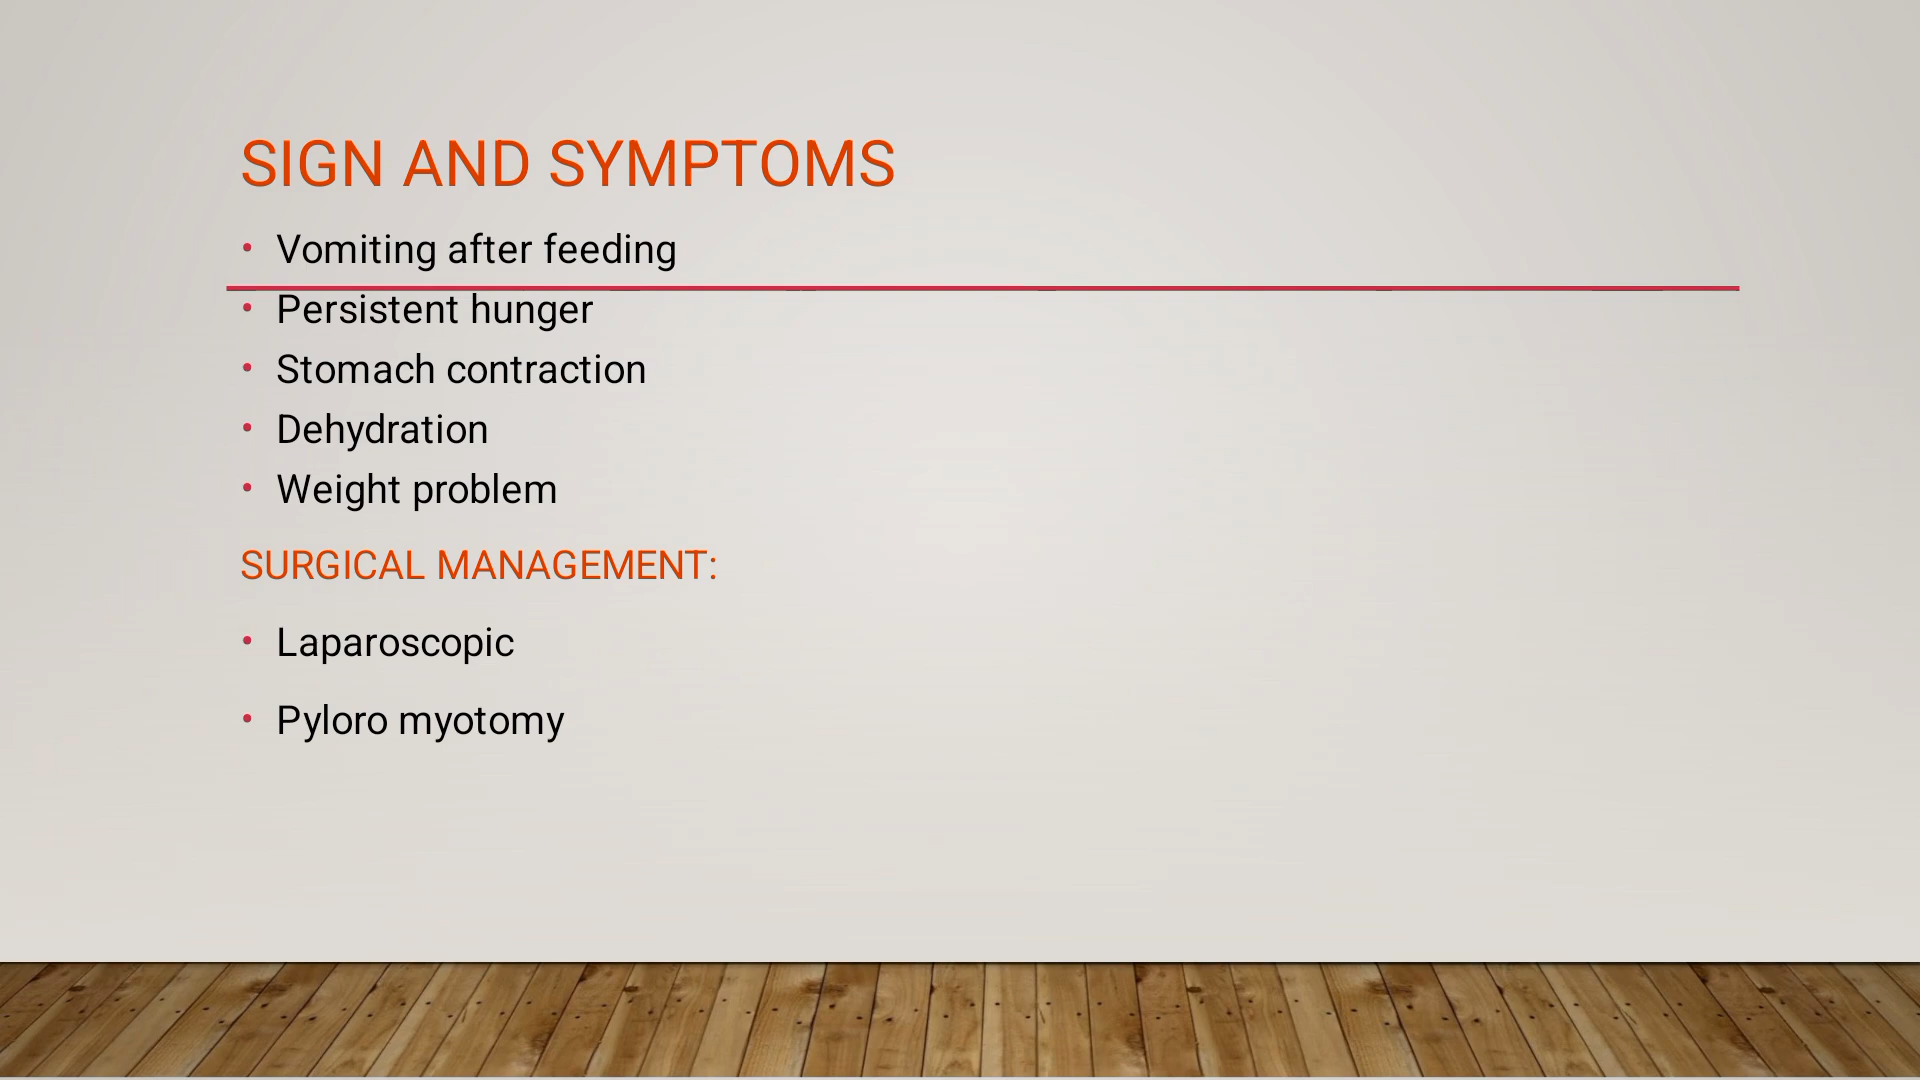 SIGN AND SYMPTOMS
• Vomiting after feeding
• Persistent hunger
• Stomach contraction
• Dehydration
• Weight problem
SURGICAL MANAGEMENT:
• Laparoscopic
• Pyloro myotomy